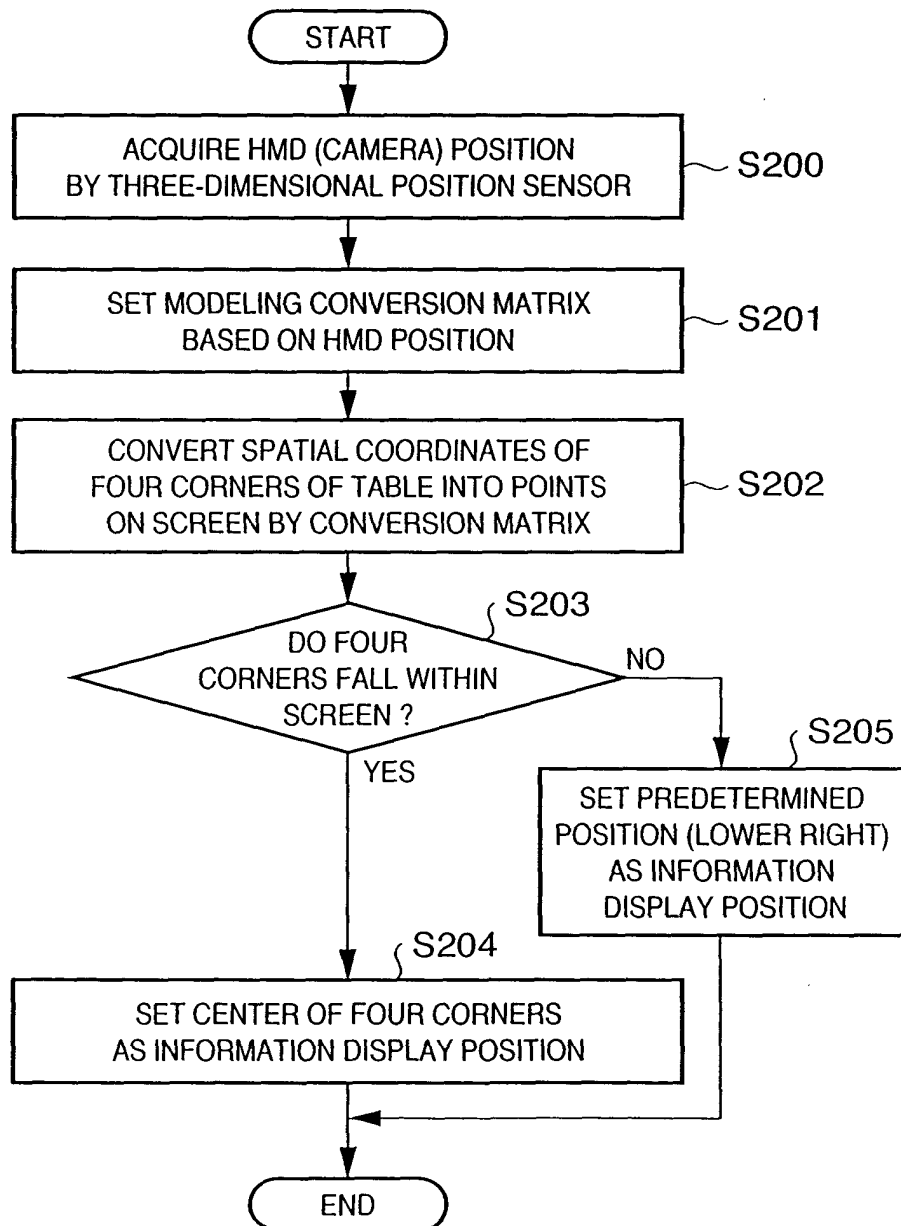 START
ACQUIRE HMD (CAMERA) POSITION
BY THREE-DIMENSIONAL POSITION SENSOR
S200
SET MODELING CONVERSION MATRIX
BASED ON HMD POSITION
S201
CONVERT SPATIAL COORDINATES OF
FOUR CORNERS OF TABLE INTO POINTS
ON SCREEN BY CONVERSION MATRIX
S202
S203
DO FOUR
CORNERS FALL WITHIN
SCREEN ?
NO
YES
S205
SET PREDETERMINED
POSITION (LOWER RIGHT)
AS INFORMATION
DISPLAY POSITION
S204
SET CENTER OF FOUR CORNERS
AS INFORMATION DISPLAY POSITION
END